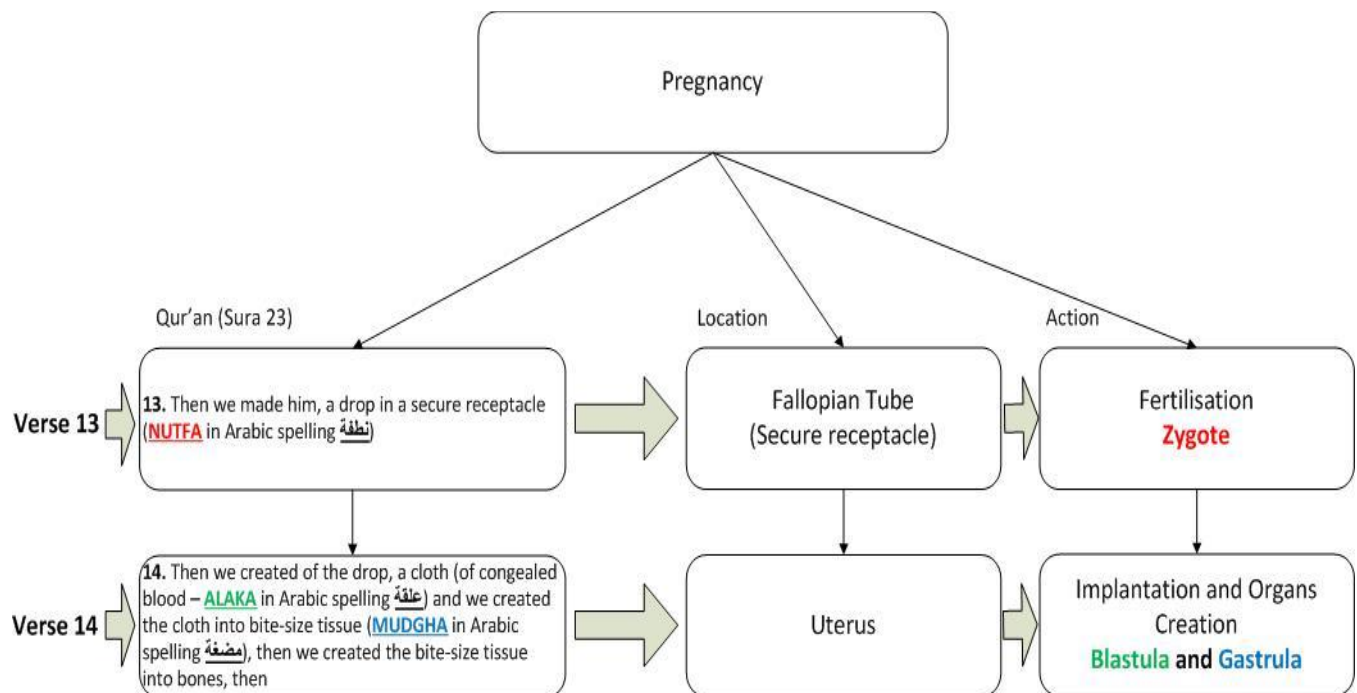 Pregnancy
Qur'an (Sura 23)
Location
Action
Verse 13
13. Then we made him, a drop in a secure receptacle
(NUTFA in Arabic spelling نطفة)
Fallopian Tube
(Secure receptacle)
Fertilisation
Zygote
Verse 14
14. Then we created of the drop, a cloth (of congealed
blood – ALAKA in Arabic spelling علقة) and we created
the cloth into bite-size tissue (MUDGHA in Arabic
spelling مضغة), then we created the bite-size tissue
into bones, then
Uterus
Implantation and Organs
Creation
Blastula and Gastrula